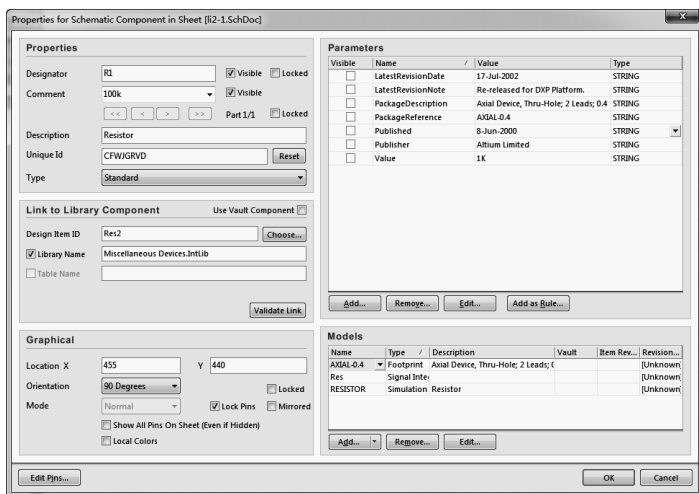 Properties for Schematic Component in Sheet [li2-1.SchDoc]
Properties
Designator R1 Visible Locked
Comment 100k Visible
<< < > >> Part 1/1 Locked
Description Resistor
Unique Id CFWJGRVD Reset
Type Standard
Link to Library Component Use Vault Component
Design Item ID Res2 Choose...
Library Name Miscellaneous Devices.IntLib
Table Name
Validate Link
Graphical
Location X 455 Y 440
Orientation 90 Degrees Locked
Mode Normal Lock Pins Mirrored
Show All Pins On Sheet (Even if Hidden)
Local Colors
Parameters
Visible Name / Value Type
LatestRevisionDate 17-Jul-2002 STRING
LatestRevisionNote Re-released for DXP Platform. STRING
PackageDescription Axial Device, Thru-Hole; 2 Leads; 0.4 STRING
PackageReference AXIAL-0.4 STRING
Published 8-Jun-2000 STRING
Publisher Altium Limited STRING
Value 1K STRING
Add... Remove... Edit... Add as Rule...
Models
Name Type / Description Vault Item Rev... Revision...
AXIAL-0.4 Footprint Axial Device, Thru-Hole; 2 Leads; 0 [Unknown]
Res Signal Inte [Unknown]
RESISTOR Simulation Resistor [Unknown]
Add... Remove... Edit...
Edit Pins... OK Cancel